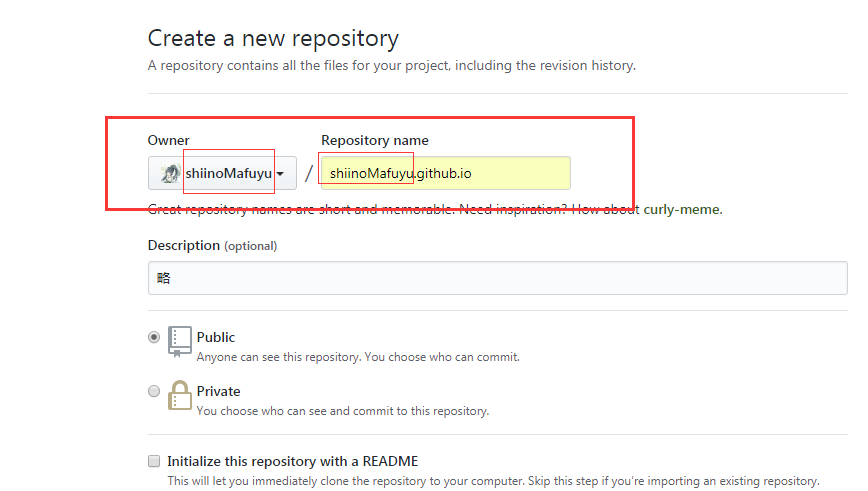 Create a new repository
A repository contains all the files for your project, including the revision history.
Owner Repository name
shiinoMafuyu / shiinoMafuyu.github.io
Great repository names are short and memorable. Need inspiration? How about curly-meme.
Description (optional)
略
Public
Anyone can see this repository. You choose who can commit.
Private
You choose who can see and commit to this repository.
Initialize this repository with a README
This will let you immediately clone the repository to your computer. Skip this step if you're importing an existing repository.